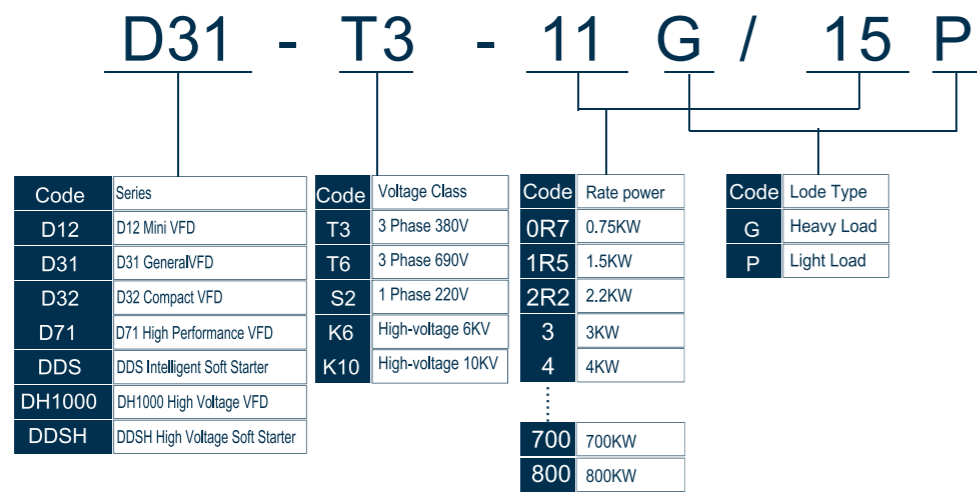 D31 - T3 - 11 G / 15 P
Code Series
D12 D12 Mini VFD
D31 D31 GeneralVFD
D32 D32 Compact VFD
D71 D71 High Performance VFD
DDS DDS Intelligent Soft Starter
DH1000 DH1000 High Voltage VFD
DDSH DDSH High Voltage Soft Starter
Code Voltage Class
T3 3 Phase 380V
T6 3 Phase 690V
S2 1 Phase 220V
K6 High-voltage 6KV
K10 High-voltage 10KV
Code Rate power
0R7 0.75KW
1R5 1.5KW
2R2 2.2KW
3 3KW
4 4KW
700 700KW
800 800KW
Code Lode Type
G Heavy Load
P Light Load